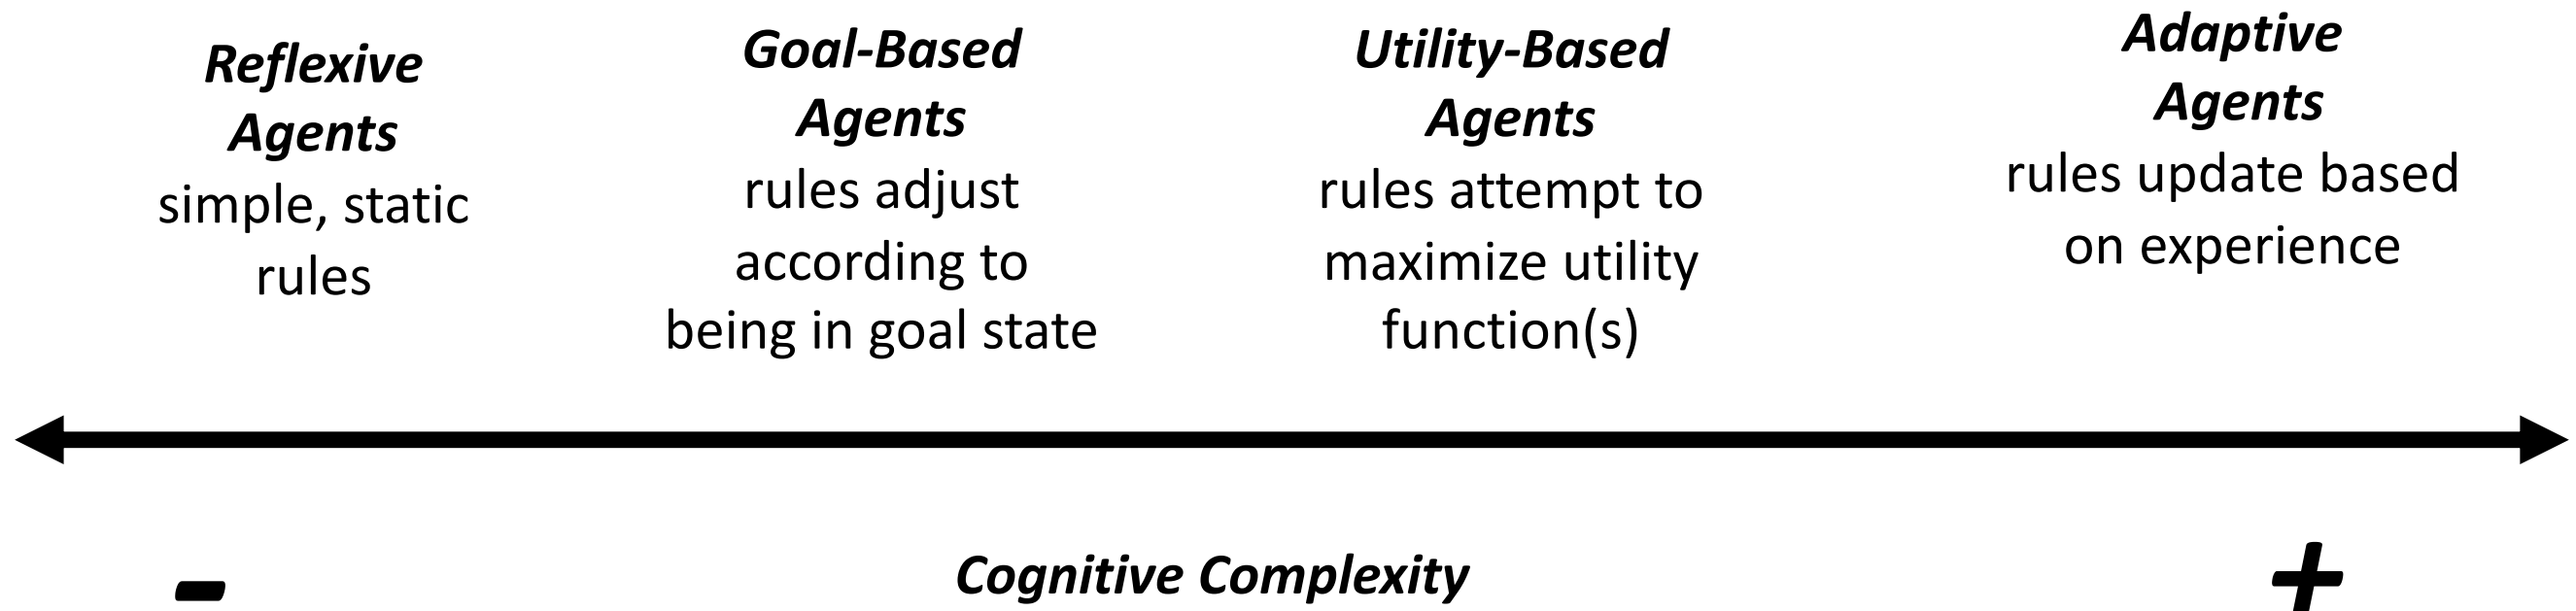 Reflexive
Agents
simple, static
rules
Goal-Based
Agents
rules adjust
according to
being in goal state
Utility-Based
Agents
rules attempt to
maximize utility
function(s)
Adaptive
Agents
rules update based
on experience
-
Cognitive Complexity
+